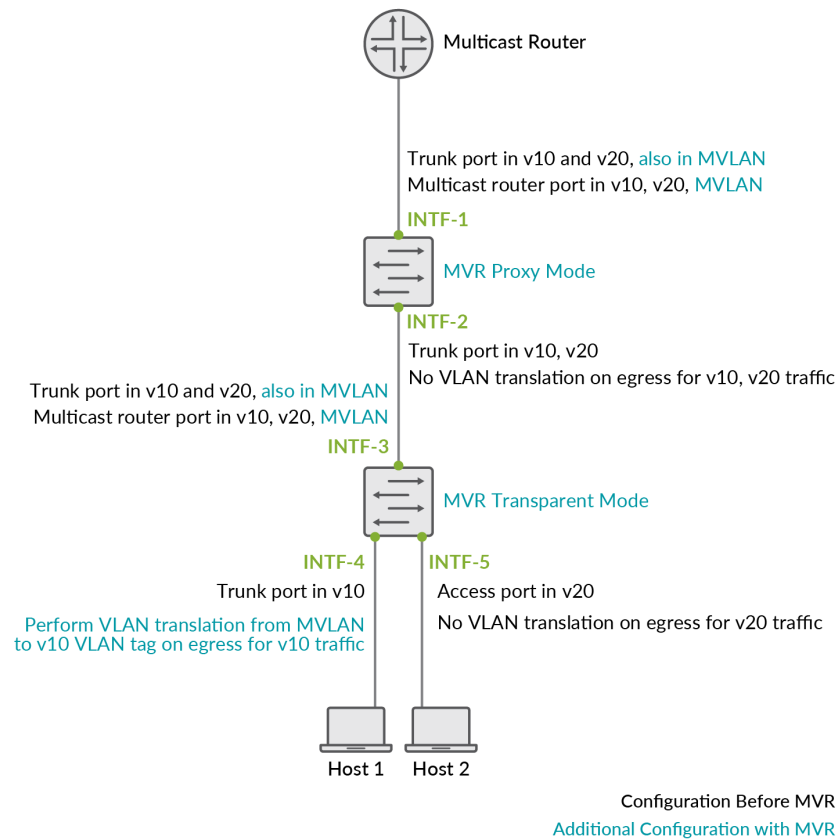 Multicast Router
Trunk port in v10 and v20, also in MVLAN
Multicast router port in v10, v20, MVLAN
INTF-1
MVR Proxy Mode
INTF-2
Trunk port in v10, v20
No VLAN translation on egress for v10, v20 traffic
Trunk port in v10 and v20, also in MVLAN
Multicast router port in v10, v20, MVLAN
INTF-3
MVR Transparent Mode
INTF-4
Trunk port in v10
Perform VLAN translation from MVLAN
to v10 VLAN tag on egress for v10 traffic
INTF-5
Access port in v20
No VLAN translation on egress for v20 traffic
Host 1
Host 2
Configuration Before MVR
Additional Configuration with MVR